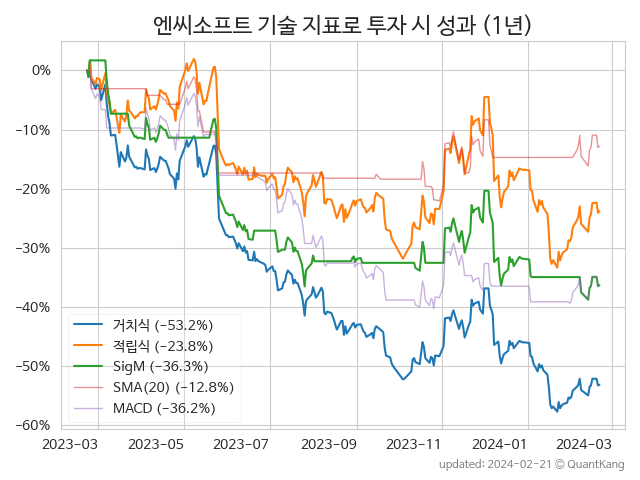 엔씨소프트 기술 지표로 투자 시 성과 (1년)
0%
−10%
−20%
−30%
−40%
−50%
−60%
거치식 (−53.2%)
적립식 (−23.8%)
SigM (−36.3%)
SMA(20) (−12.8%)
MACD (−36.2%)
2023−03 2023−05 2023−07 2023−09 2023−11 2024−01 2024−03
updated: 2024−02−21 © QuantKang